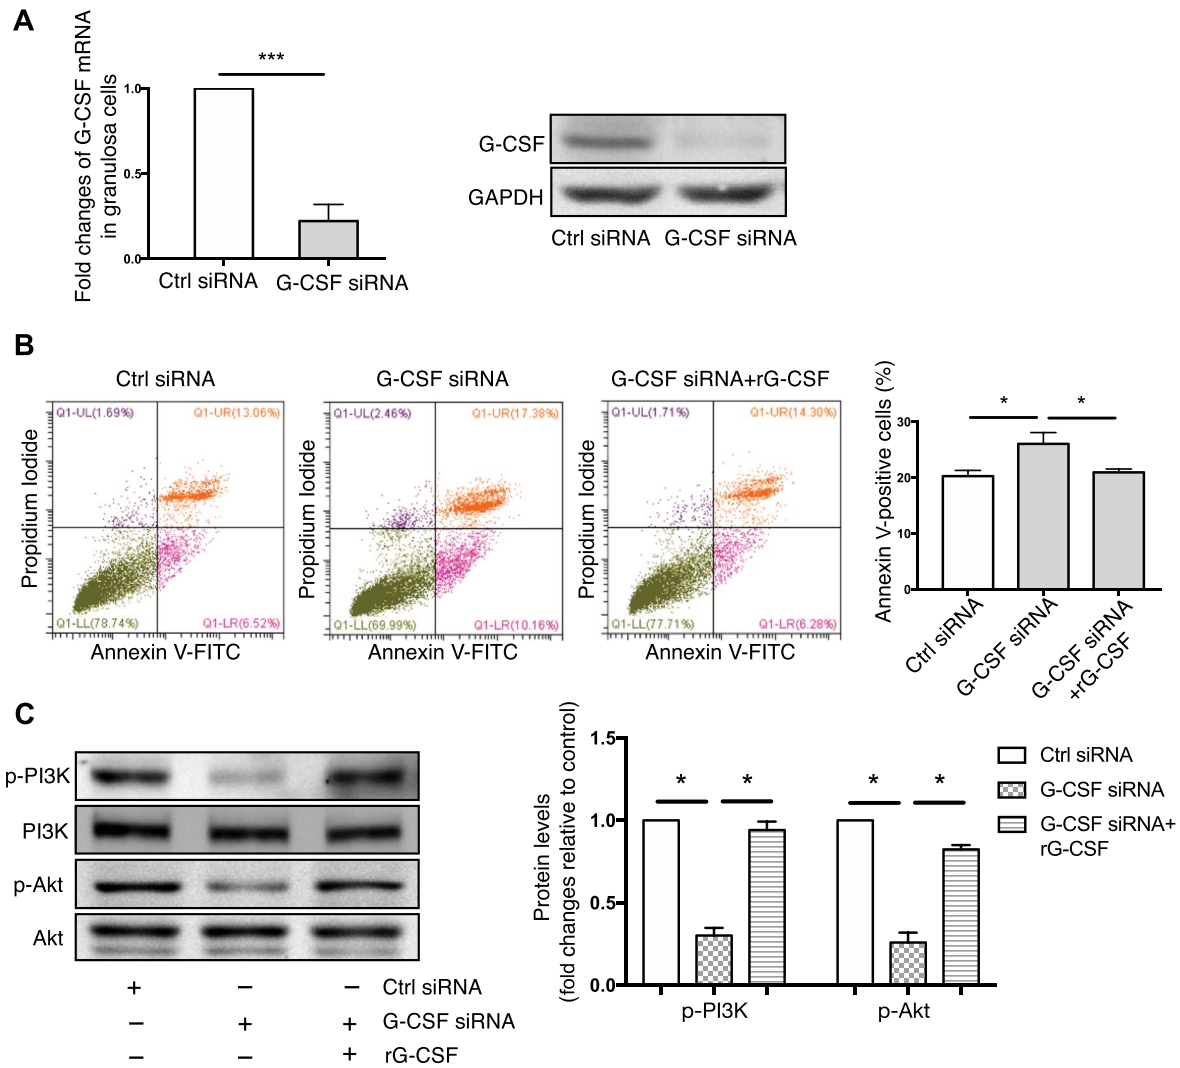 A
Fold changes of G-CSF mRNA
in granulosa cells
***
1.0
0.5
0.0
Ctrl siRNA
G-CSF siRNA
G-CSF
GAPDH
Ctrl siRNA
G-CSF siRNA
B
Ctrl siRNA
Propidium Iodide
Q1-UL(1.69%)
Q1-UR(13.06%)
Q1-LL(78.74%)
Q1-LR(6.52%)
Annexin V-FITC
G-CSF siRNA
Propidium Iodide
Q1-UL(2.46%)
Q1-UR(17.38%)
Q1-LL(69.99%)
Q1-LR(10.16%)
Annexin V-FITC
G-CSF siRNA+rG-CSF
Propidium Iodide
Q1-UL(1.71%)
Q1-UR(14.30%)
Q1-LL(77.71%)
Q1-LR(6.28%)
Annexin V-FITC
Annexin V-positive cells (%)
30
20
10
0
*
*
Ctrl siRNA
G-CSF siRNA
G-CSF siRNA
+rG-CSF
C
p-PI3K
PI3K
p-Akt
Akt
+ − − Ctrl siRNA
− + + G-CSF siRNA
− − + rG-CSF
Protein levels
(fold changes relative to control)
1.5
1.0
0.5
0.0
*
*
*
*
p-PI3K
p-Akt
Ctrl siRNA
G-CSF siRNA
G-CSF siRNA+
rG-CSF